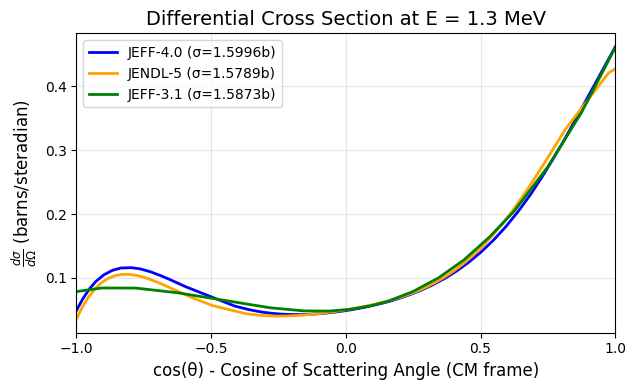 Differential Cross Section at E = 1.3 MeV
JEFF-4.0 (σ=1.5996b)
JENDL-5 (σ=1.5789b)
JEFF-3.1 (σ=1.5873b)
dσ/dΩ (barns/steradian)
0.4
0.3
0.2
0.1
−1.0 −0.5 0.0 0.5 1.0
cos(θ) - Cosine of Scattering Angle (CM frame)